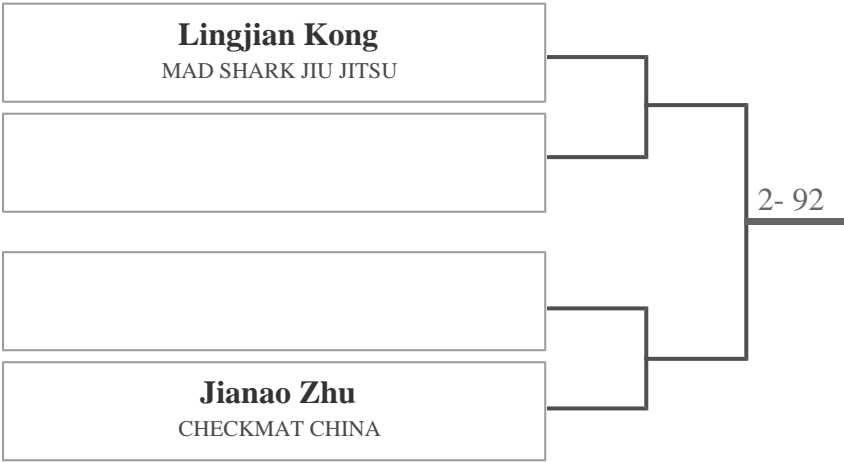 Lingjian Kong
MAD SHARK JIU JITSU
2- 92
Jianao Zhu
CHECKMAT CHINA